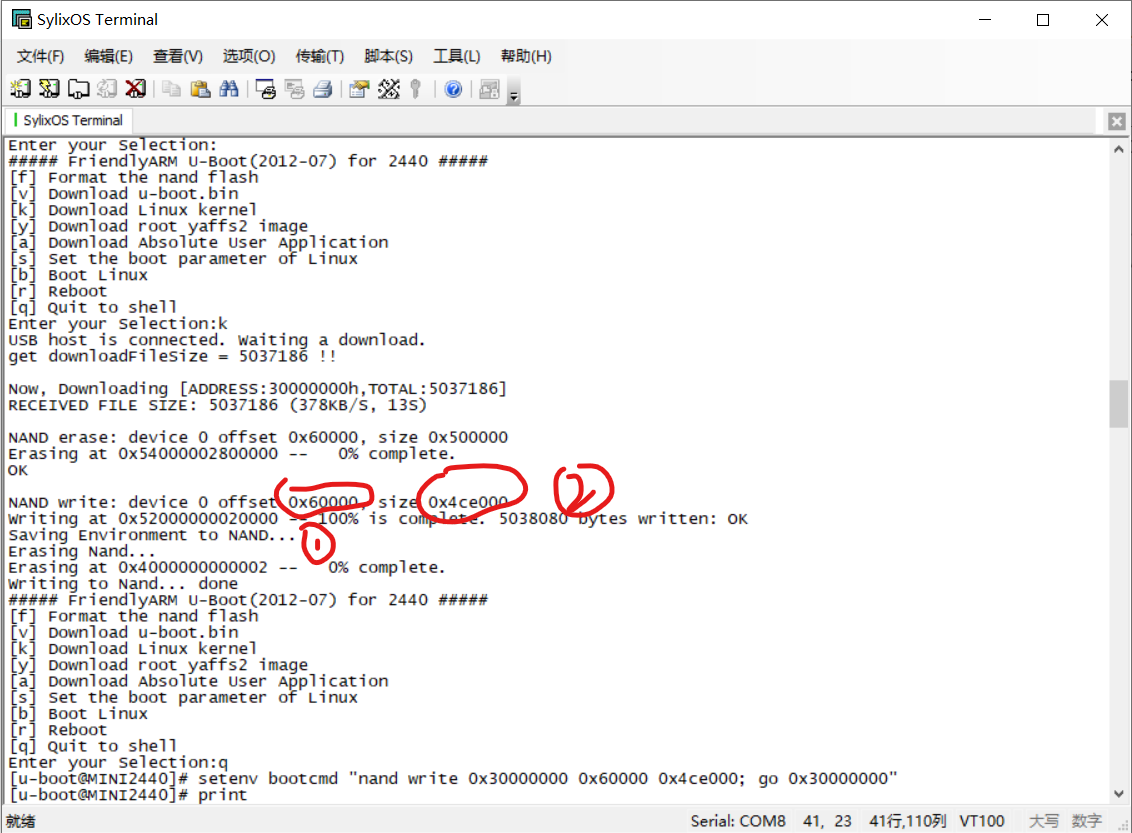 SylixOS Terminal
文件(F) 编辑(E) 查看(V) 选项(O) 传输(T) 脚本(S) 工具(L) 帮助(H)
SylixOS Terminal
Enter your Selection:
##### FriendlyARM U-Boot(2012-07) for 2440 #####
[f] Format the nand flash
[v] Download u-boot.bin
[k] Download Linux kernel
[y] Download root yaffs2 image
[a] Download Absolute User Application
[s] Set the boot parameter of Linux
[b] Boot Linux
[r] Reboot
[q] Quit to shell
Enter your Selection:k
USB host is connected. Waiting a download.
get downloadFileSize = 5037186 !!
Now, Downloading [ADDRESS:30000000h,TOTAL:5037186]
RECEIVED FILE SIZE: 5037186 (378KB/S, 13S)
NAND erase: device 0 offset 0x60000, size 0x500000
Erasing at 0x54000002800000 --   0% complete.
OK
NAND write: device 0 offset 0x60000, size 0x4ce000
②
Writing at 0x52000000020000 -- 100% is complete. 5038080 bytes written: OK
Saving Environment to NAND...
①
Erasing Nand...
Erasing at 0x4000000000002 --   0% complete.
Writing to Nand... done
##### FriendlyARM U-Boot(2012-07) for 2440 #####
[f] Format the nand flash
[v] Download u-boot.bin
[k] Download Linux kernel
[y] Download root yaffs2 image
[a] Download Absolute User Application
[s] Set the boot parameter of Linux
[b] Boot Linux
[r] Reboot
[q] Quit to shell
Enter your Selection:q
[u-boot@MINI2440]# setenv bootcmd "nand write 0x30000000 0x60000 0x4ce000; go 0x30000000"
[u-boot@MINI2440]# print
就绪 Serial: COM8 41, 23 41行,110列 VT100 大写 数字